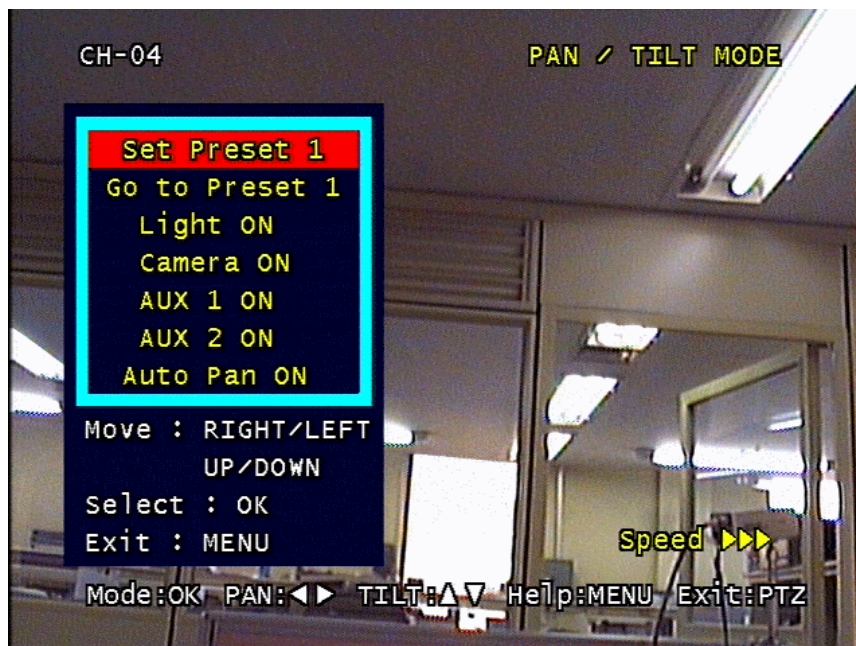 CH-04 PAN / TILT MODE
Set Preset 1
Go to Preset 1
Light ON
Camera ON
AUX 1 ON
AUX 2 ON
Auto Pan ON
Move : RIGHT/LEFT
UP/DOWN
Select : OK
Exit : MENU
Speed ▷▷▷
Mode:OK PAN:◀▶ TILT:▲▼ Help:MENU Exit:PTZ